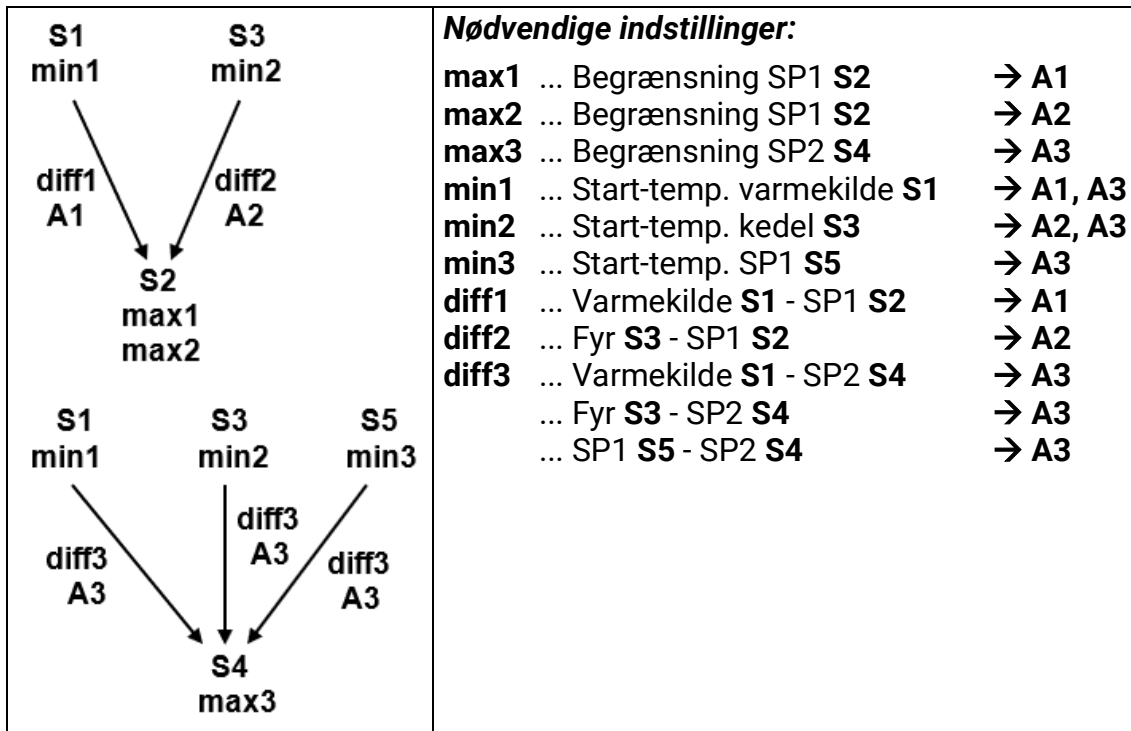 S1 S3
min1 min2
diff1 diff2
A1 A2
S2
max1
max2
S1 S3 S5
min1 min2 min3
diff3
A3
diff3 diff3
A3 A3
S4
max3
Nødvendige indstillinger:
max1 ... Begrænsning SP1 S2 → A1
max2 ... Begrænsning SP1 S2 → A2
max3 ... Begrænsning SP2 S4 → A3
min1 ... Start-temp. varmekilde S1 → A1, A3
min2 ... Start-temp. kedel S3 → A2, A3
min3 ... Start-temp. SP1 S5 → A3
diff1 ... Varmekilde S1 - SP1 S2 → A1
diff2 ... Fyr S3 - SP1 S2 → A2
diff3 ... Varmekilde S1 - SP2 S4 → A3
... Fyr S3 - SP2 S4 → A3
... SP1 S5 - SP2 S4 → A3